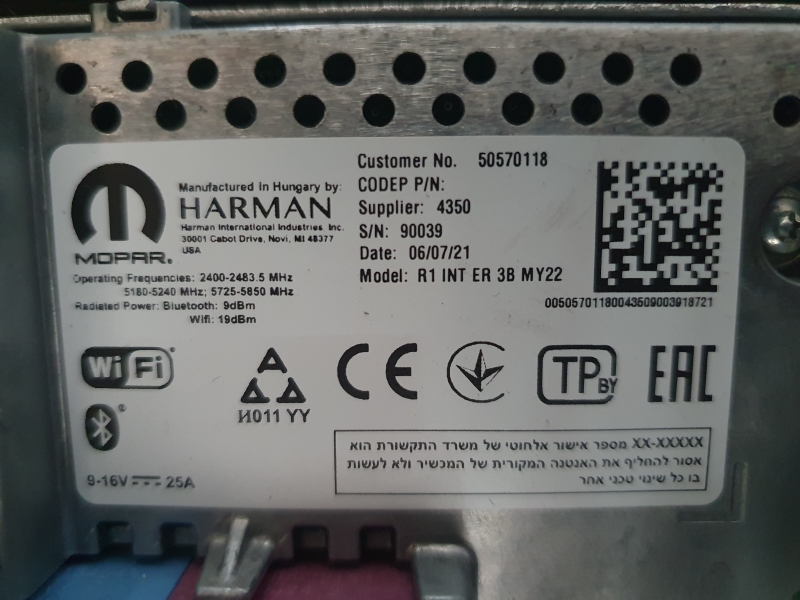 MOPAR.
Manufactured in Hungary by:
HARMAN
Harman International Industries, Inc.
30001 Cabot Drive, Novi, MI 48377
USA
Operating Frequencies: 2400-2483.5 MHz
5180-5240 MHz; 5725-5850 MHz
Radiated Power: Bluetooth: 9dBm
Wifi: 19dBm
Customer No. 50570118
CODEP P/N:
Supplier: 4350
S/N: 90039
Date: 06/07/21
Model: R1 INT ER 3B MY22
00505701180043509003918721
Wi Fi
И011 YY
CE
TP BY
EAC
9-16V 25A
XX-XXXXX מספר אישור אלחוטי של משרד התקשורת הוא
אסור להחליף את האנטנה המקורית של המכשיר ולא לעשות
בו כל שינוי טכני אחר